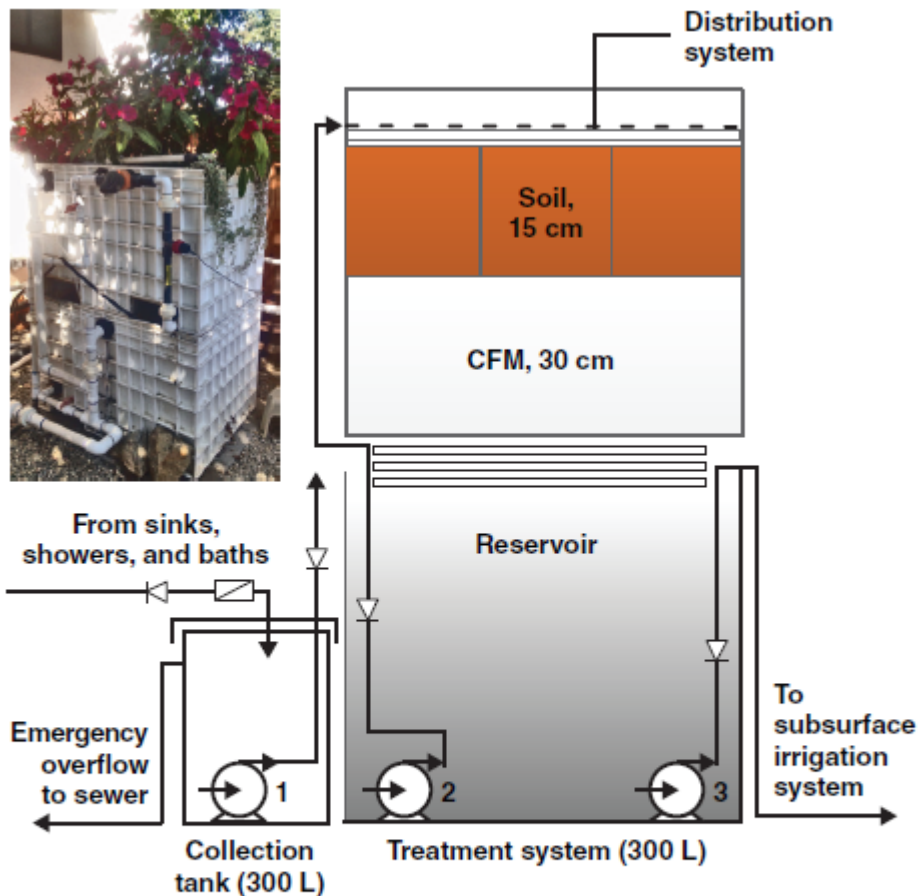 Distribution
system
Soil,
15 cm
CFM, 30 cm
From sinks,
showers, and baths
Reservoir
Emergency
overflow
to sewer
1
2
3
To
subsurface
irrigation
system
Collection
tank (300 L)
Treatment system (300 L)